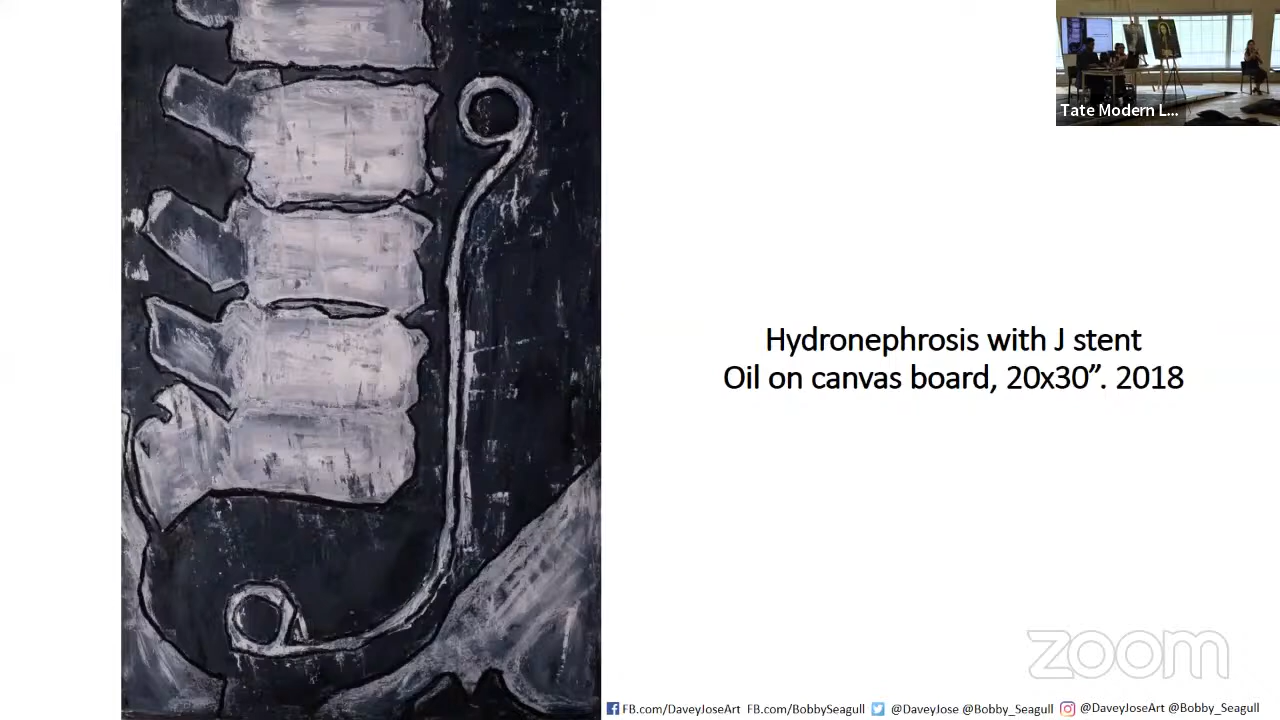 Tate Modern L...
Hydronephrosis with J stent
Oil on canvas board, 20x30”. 2018
zoom
FB.com/DaveyJoseArt FB.com/BobbySeagull @DaveyJose @Bobby_Seagull @DaveyJoseArt @Bobby_Seagull